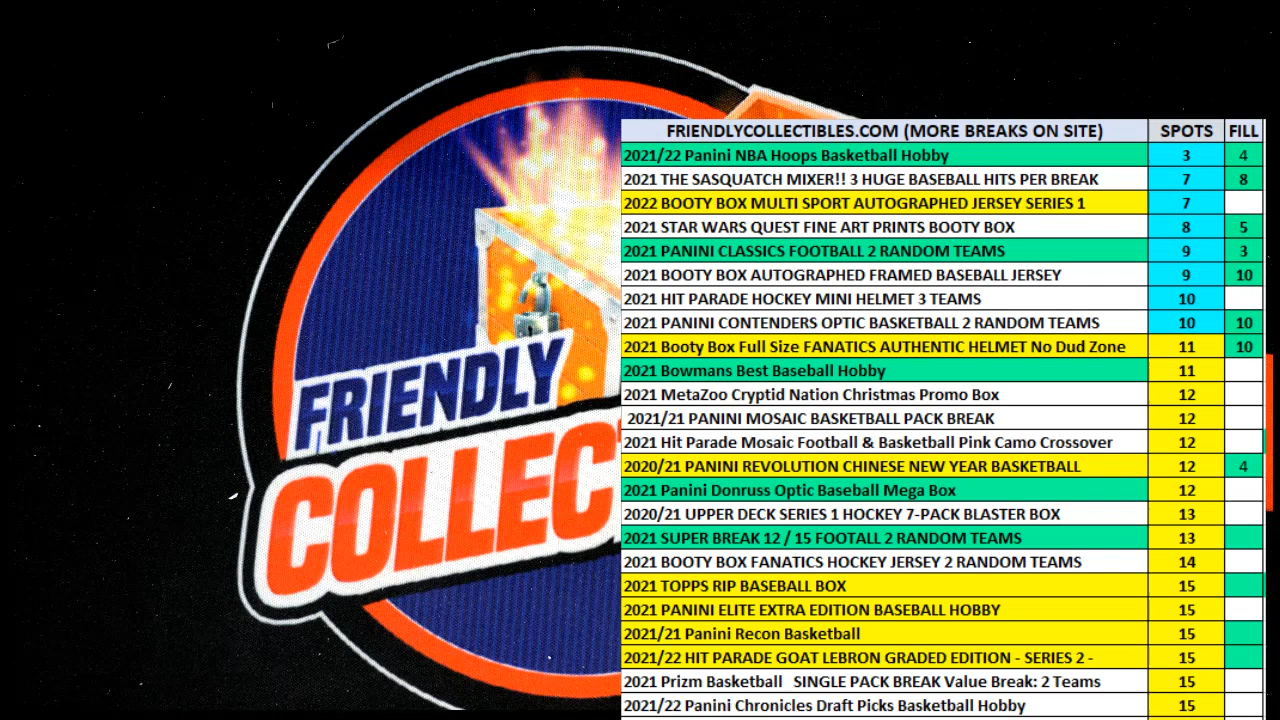 FRIENDLY
COLLEC
FRIENDLYCOLLECTIBLES.COM (MORE BREAKS ON SITE) SPOTS FILL
2021/22 Panini NBA Hoops Basketball Hobby 3 4
2021 THE SASQUATCH MIXER!! 3 HUGE BASEBALL HITS PER BREAK 7 8
2022 BOOTY BOX MULTI SPORT AUTOGRAPHED JERSEY SERIES 1 7
2021 STAR WARS QUEST FINE ART PRINTS BOOTY BOX 8 5
2021 PANINI CLASSICS FOOTBALL 2 RANDOM TEAMS 9 3
2021 BOOTY BOX AUTOGRAPHED FRAMED BASEBALL JERSEY 9 10
2021 HIT PARADE HOCKEY MINI HELMET 3 TEAMS 10
2021 PANINI CONTENDERS OPTIC BASKETBALL 2 RANDOM TEAMS 10 10
2021 Booty Box Full Size FANATICS AUTHENTIC HELMET No Dud Zone 11 10
2021 Bowmans Best Baseball Hobby 11
2021 MetaZoo Cryptid Nation Christmas Promo Box 12
2021/21 PANINI MOSAIC BASKETBALL PACK BREAK 12
2021 Hit Parade Mosaic Football & Basketball Pink Camo Crossover 12
2020/21 PANINI REVOLUTION CHINESE NEW YEAR BASKETBALL 12 4
2021 Panini Donruss Optic Baseball Mega Box 12
2020/21 UPPER DECK SERIES 1 HOCKEY 7-PACK BLASTER BOX 13
2021 SUPER BREAK 12 / 15 FOOTALL 2 RANDOM TEAMS 13
2021 BOOTY BOX FANATICS HOCKEY JERSEY 2 RANDOM TEAMS 14
2021 TOPPS RIP BASEBALL BOX 15
2021 PANINI ELITE EXTRA EDITION BASEBALL HOBBY 15
2021/21 Panini Recon Basketball 15
2021/22 HIT PARADE GOAT LEBRON GRADED EDITION - SERIES 2 - 15
2021 Prizm Basketball SINGLE PACK BREAK Value Break: 2 Teams 15
2021/22 Panini Chronicles Draft Picks Basketball Hobby 15